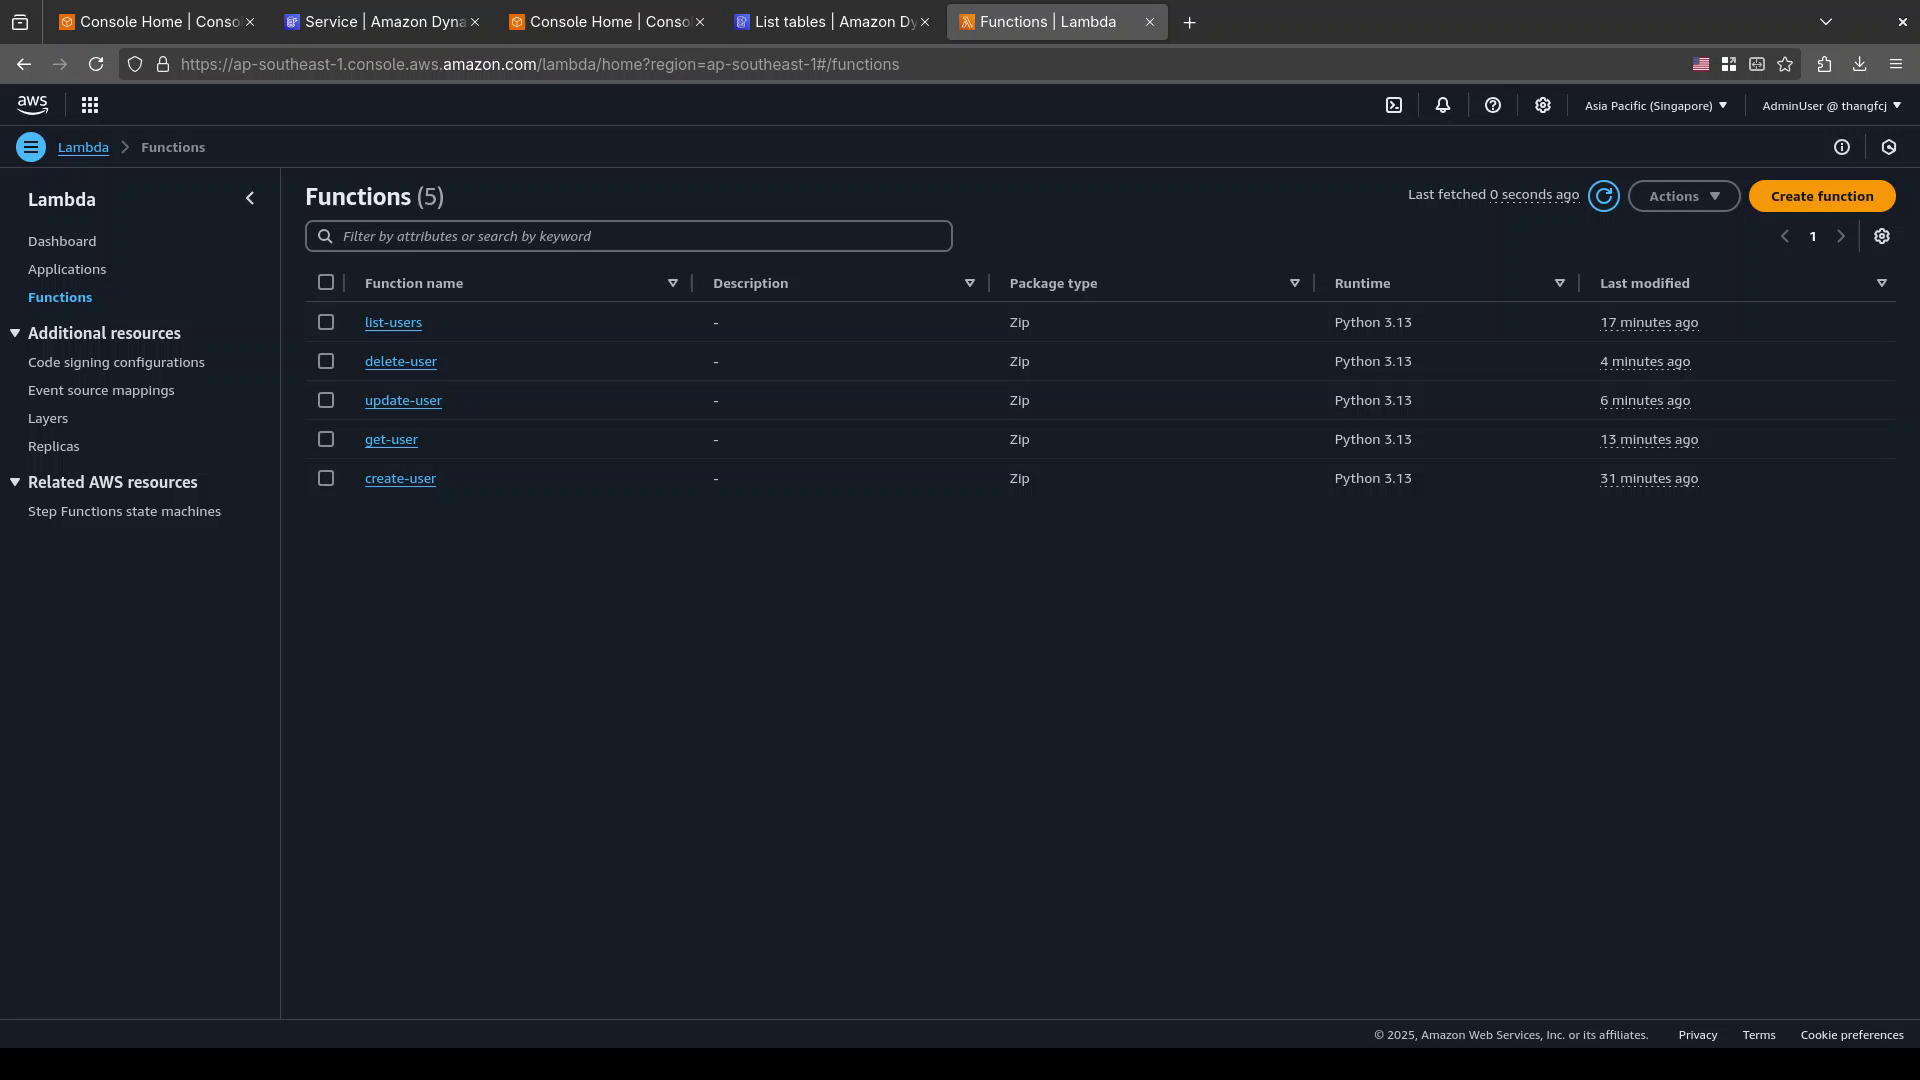 Console Home | Conso
Service | Amazon Dyna
Console Home | Conso
List tables | Amazon Dy
Functions | Lambda
https://ap-southeast-1.console.aws.amazon.com/lambda/home?region=ap-southeast-1#/functions
aws
Asia Pacific (Singapore)
AdminUser @ thangfcj
Lambda
Functions
Lambda
Dashboard
Applications
Functions
Additional resources
Code signing configurations
Event source mappings
Layers
Replicas
Related AWS resources
Step Functions state machines
Functions (5)
Last fetched 0 seconds ago
Actions
Create function
Filter by attributes or search by keyword
1
Function name Description Package type Runtime Last modified
list-users - Zip Python 3.13 17 minutes ago
delete-user - Zip Python 3.13 4 minutes ago
update-user - Zip Python 3.13 6 minutes ago
get-user - Zip Python 3.13 13 minutes ago
create-user - Zip Python 3.13 31 minutes ago
© 2025, Amazon Web Services, Inc. or its affiliates. Privacy Terms Cookie preferences